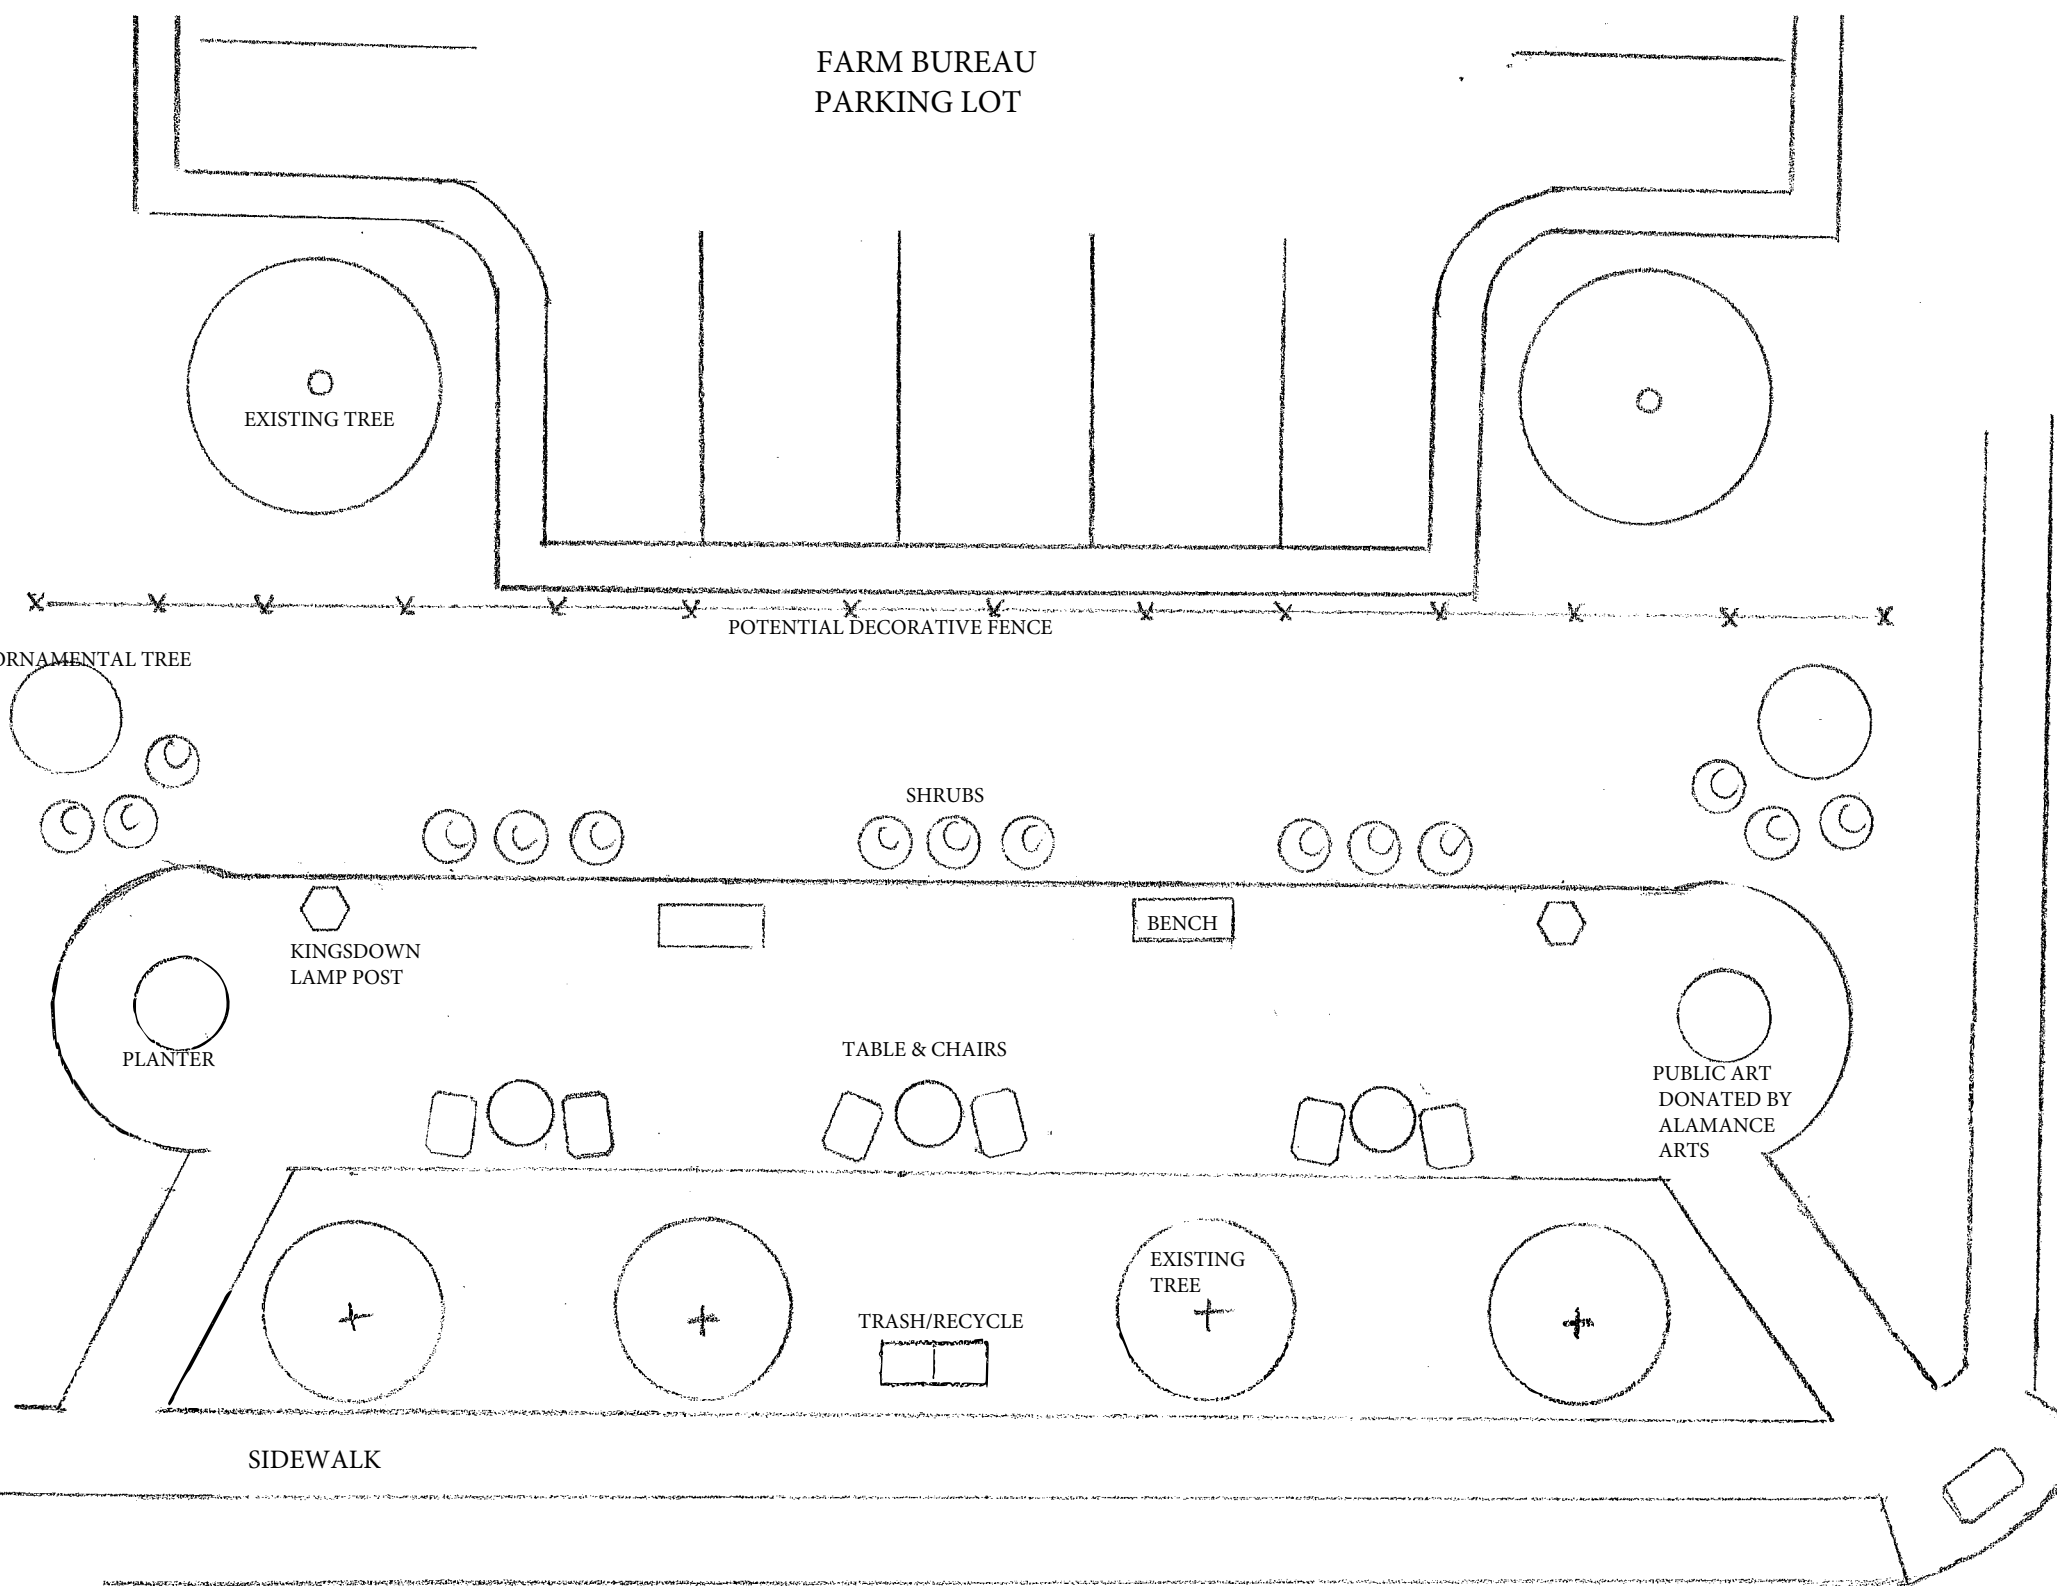 FARM BUREAU
PARKING LOT
EXISTING TREE
POTENTIAL DECORATIVE FENCE
ORNAMENTAL TREE
SHRUBS
BENCH
KINGSDOWN
LAMP POST
PLANTER
TABLE & CHAIRS
PUBLIC ART
DONATED BY
ALAMANCE
ARTS
EXISTING
TREE
TRASH/RECYCLE
SIDEWALK